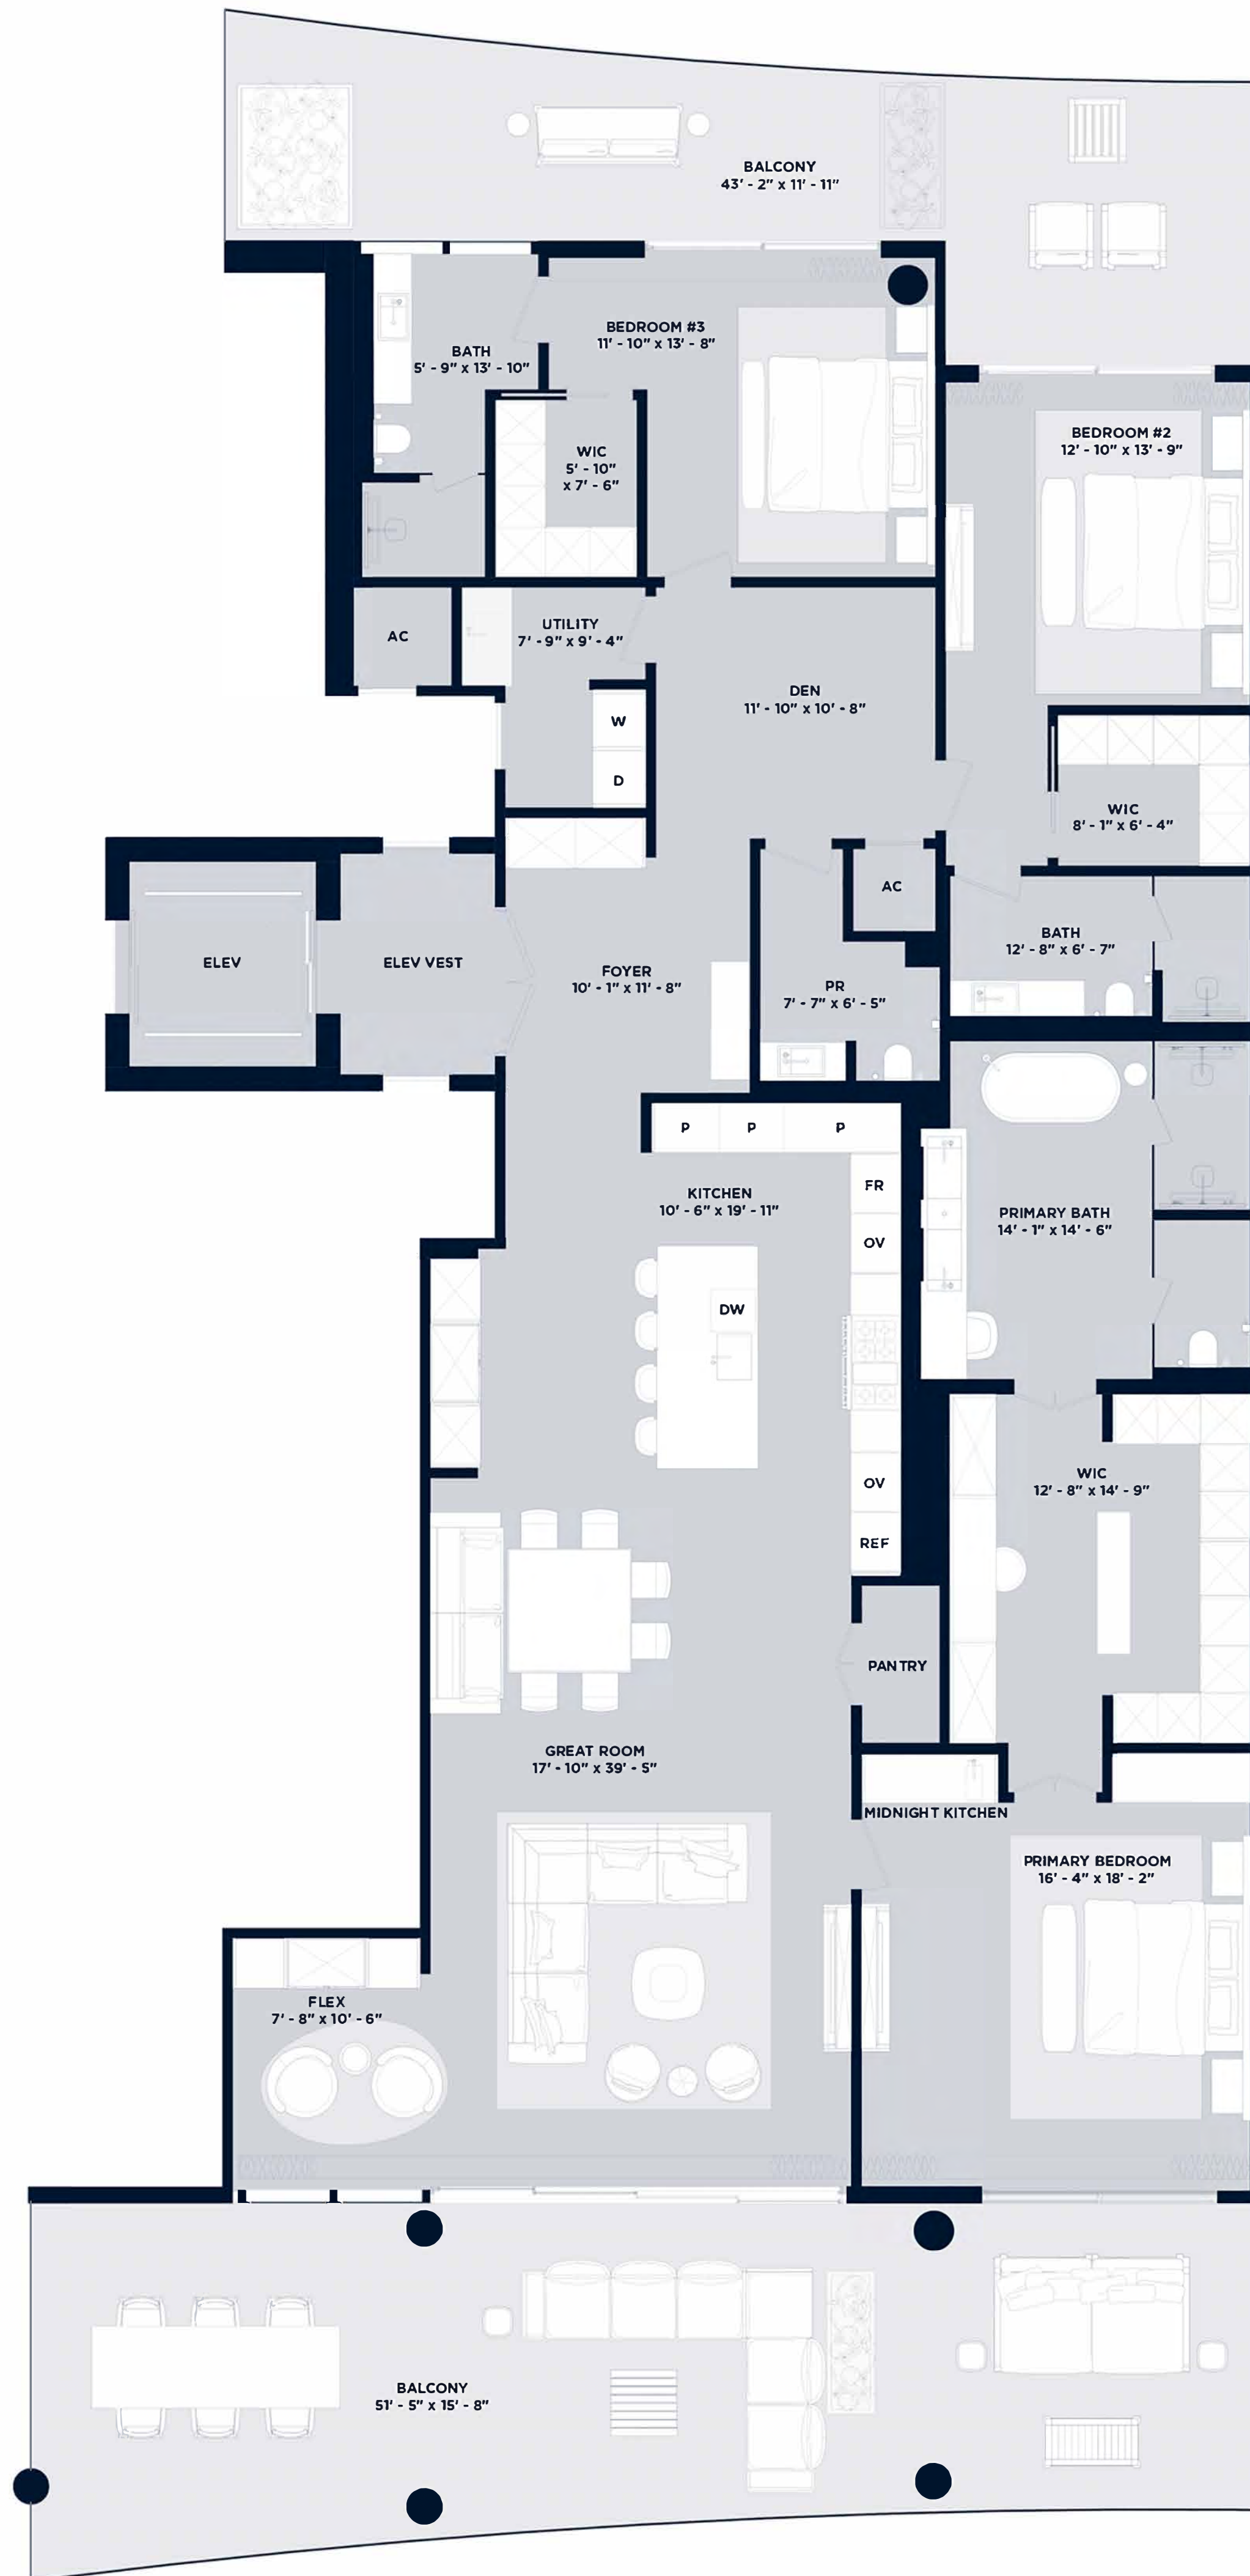 BALCONY
43' - 2" x 11' - 11"
BEDROOM #3
11' - 10" x 13' - 8"
BATH
5' - 9" x 13' - 10"
WIC
5' - 10"
x 7' - 6"
BEDROOM #2
12' - 10" x 13' - 9"
AC
UTILITY
7' - 9" x 9' - 4"
W
D
DEN
11' - 10" x 10' - 8"
WIC
8' - 1" x 6' - 4"
AC
BATH
12' - 8" x 6' - 7"
ELEV
ELEV VEST
FOYER
10' - 1" x 11' - 8"
PR
7' - 7" x 6' - 5"
P
P
P
FR
KITCHEN
10' - 6" x 19' - 11"
OV
DW
PRIMARY BATH
14' - 1" x 14' - 6"
OV
REF
WIC
12' - 8" x 14' - 9"
PANTRY
GREAT ROOM
17' - 10" x 39' - 5"
MIDNIGHT KITCHEN
PRIMARY BEDROOM
16' - 4" x 18' - 2"
FLEX
7' - 8" x 10' - 6"
BALCONY
51' - 5" x 15' - 8"